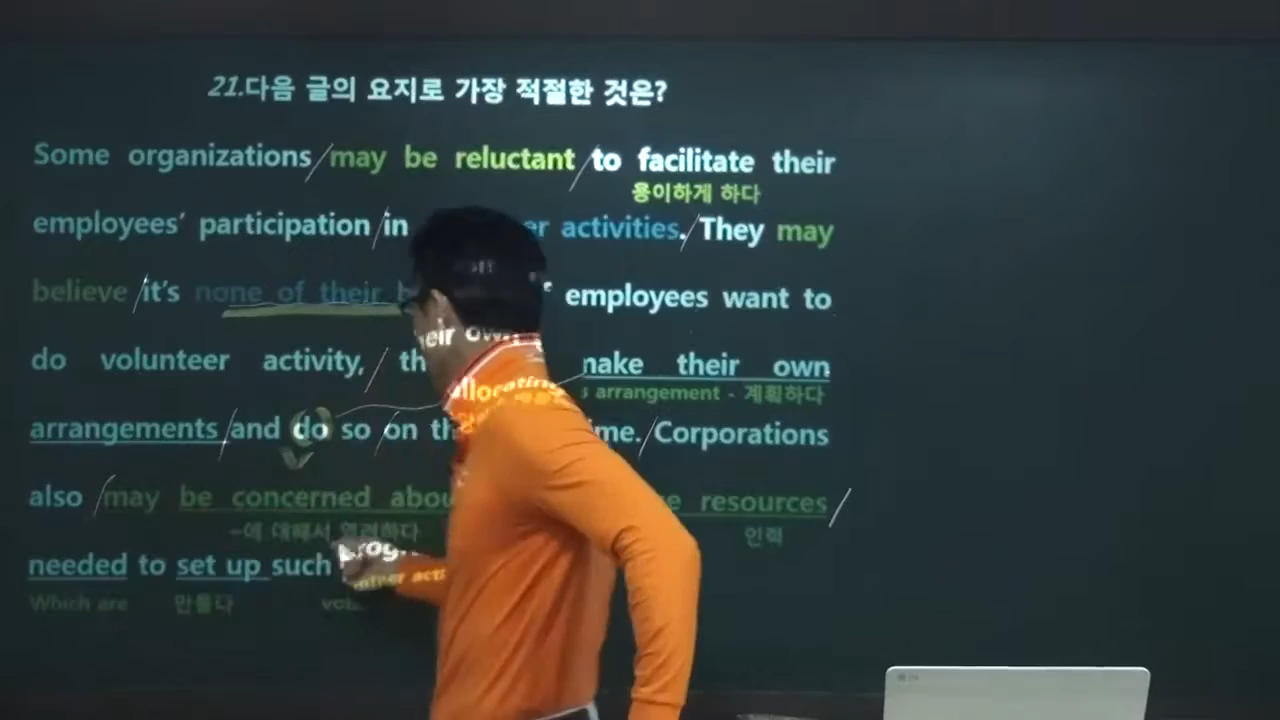 21.다음 글의 요지로 가장 적절한 것은?
Some organizations may be reluctant to facilitate their
용이하게 하다
employees' participation in er activities. They may
believe it's none of their b employees want to
do volunteer activity, th make their own
allocating s arrangement - 계획하다
arrangements and do so on th me. Corporations
also may be concerned abou e resources
-에 대해서 염려하다 인력
needed to set up such progr
Which are 만들다